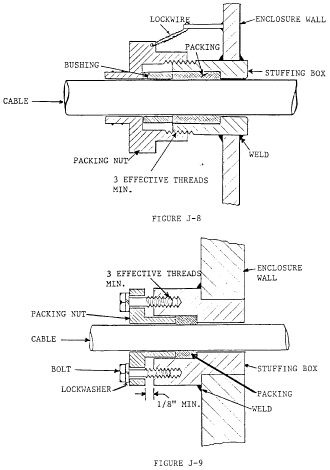 LOCKWIRE
ENCLOSURE WALL
PACKING
BUSHING
STUFFING BOX
CABLE
PACKING NUT
WELD
3 EFFECTIVE THREADS
MIN.
FIGURE J-8
3 EFFECTIVE THREADS
MIN.
ENCLOSURE
WALL
PACKING NUT
CABLE
BOLT
STUFFING BOX
LOCKWASHER
PACKING
1/8" MIN.
WELD
FIGURE J-9